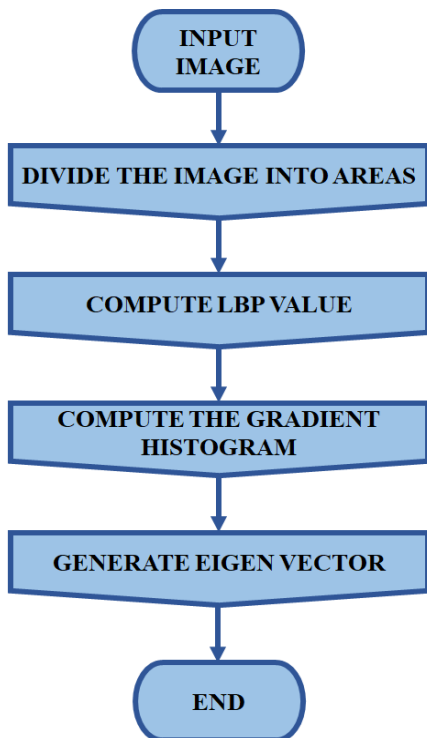 INPUT
IMAGE
DIVIDE THE IMAGE INTO AREAS
COMPUTE LBP VALUE
COMPUTE THE GRADIENT
HISTOGRAM
GENERATE EIGEN VECTOR
END